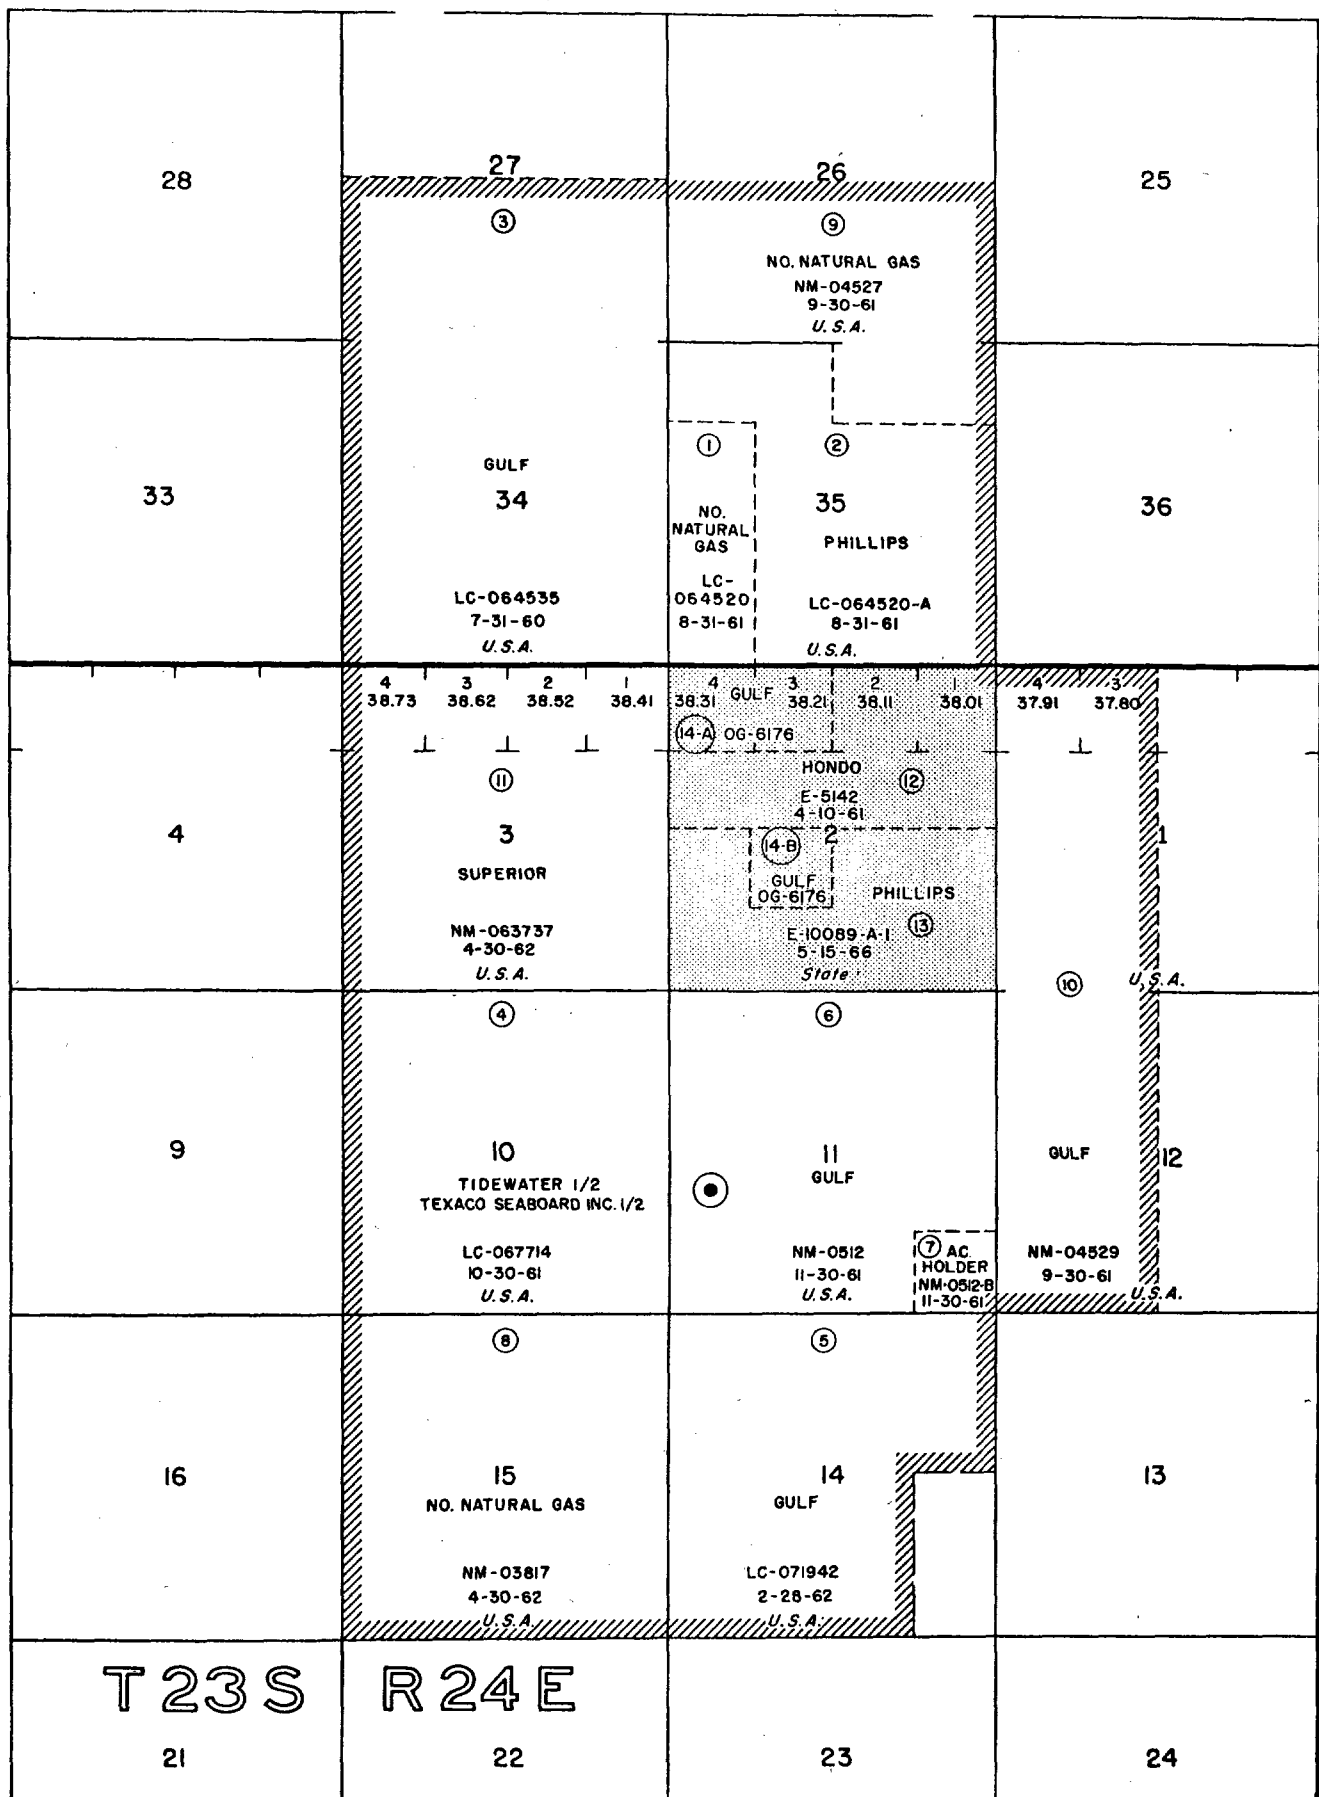 28
27
26
25
3
9
NO. NATURAL GAS
NM-04527
9-30-61
U.S.A.
33
GULF
34
LC-064535
7-31-60
U.S.A.
1
NO.
NATURAL
GAS
LC-
064520
8-31-61
2
35
PHILLIPS
LC-064520-A
8-31-61
U.S.A.
36
4 3 2 1 4 3 2 1 4 3
38.73 38.62 38.52 38.41 38.31 38.21 38.11 38.01 37.91 37.80
GULF
14-A OG-6176
HONDO
12
E-5142
4-10-61
4
11
3
SUPERIOR
NM-063737
4-30-62
U.S.A.
2
14-B
GULF
OG-6176
PHILLIPS
13
E-10089-A-1
5-15-66
State
1
10
U.S.A.
9
4
10
TIDEWATER 1/2
TEXACO SEABOARD INC. 1/2
LC-067714
10-30-61
U.S.A.
6
11
GULF
NM-0512
11-30-61
U.S.A.
7 A.C.
HOLDER
NM-0512-B
11-30-61
GULF
12
NM-04529
9-30-61
U.S.A.
16
8
15
NO. NATURAL GAS
NM-03817
4-30-62
U.S.A.
5
14
GULF
LC-071942
2-28-62
U.S.A.
13
T 23 S R 24 E
21
22
23
24